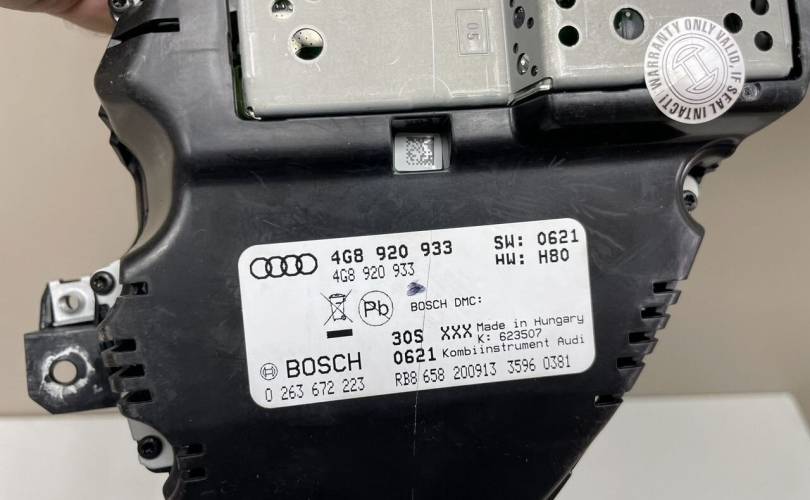 05
WARRANTY ONLY VALID, IF SEAL INTACT!
4G8 920 933 SW: 0621
4G8 920 933 HW: H80
Pb BOSCH DMC:
30S XXX Made in Hungary
K: 623507
BOSCH 0621 Kombiinstrument Audi
0 263 672 223 RB8 658 200913 3596 0381